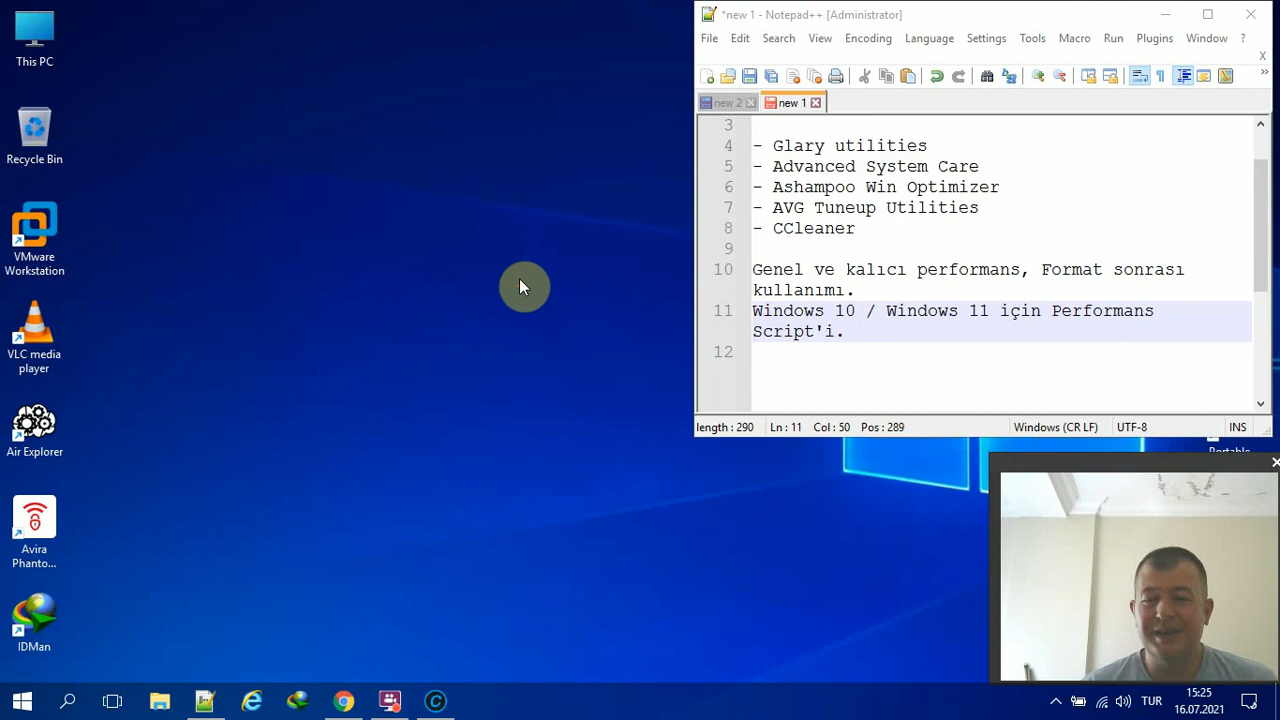 This PC
Recycle Bin
VMware
Workstation
VLC media
player
Air Explorer
Avira
Phanto...
IDMan
*new 1 - Notepad++ [Administrator]
File Edit Search View Encoding Language Settings Tools Macro Run Plugins Window ?
X
new 2 new 1
3
4 - Glary utilities
5 - Advanced System Care
6 - Ashampoo Win Optimizer
7 - AVG Tuneup Utilities
8 - CCleaner
9
10 Genel ve kalıcı performans, Format sonrası
kullanımı.
11 Windows 10 / Windows 11 için Performans
Script'i.
12
length : 290 Ln : 11 Col : 50 Pos : 289 Windows (CR LF) UTF-8 INS
Portable
TUR
15:25
16.07.2021